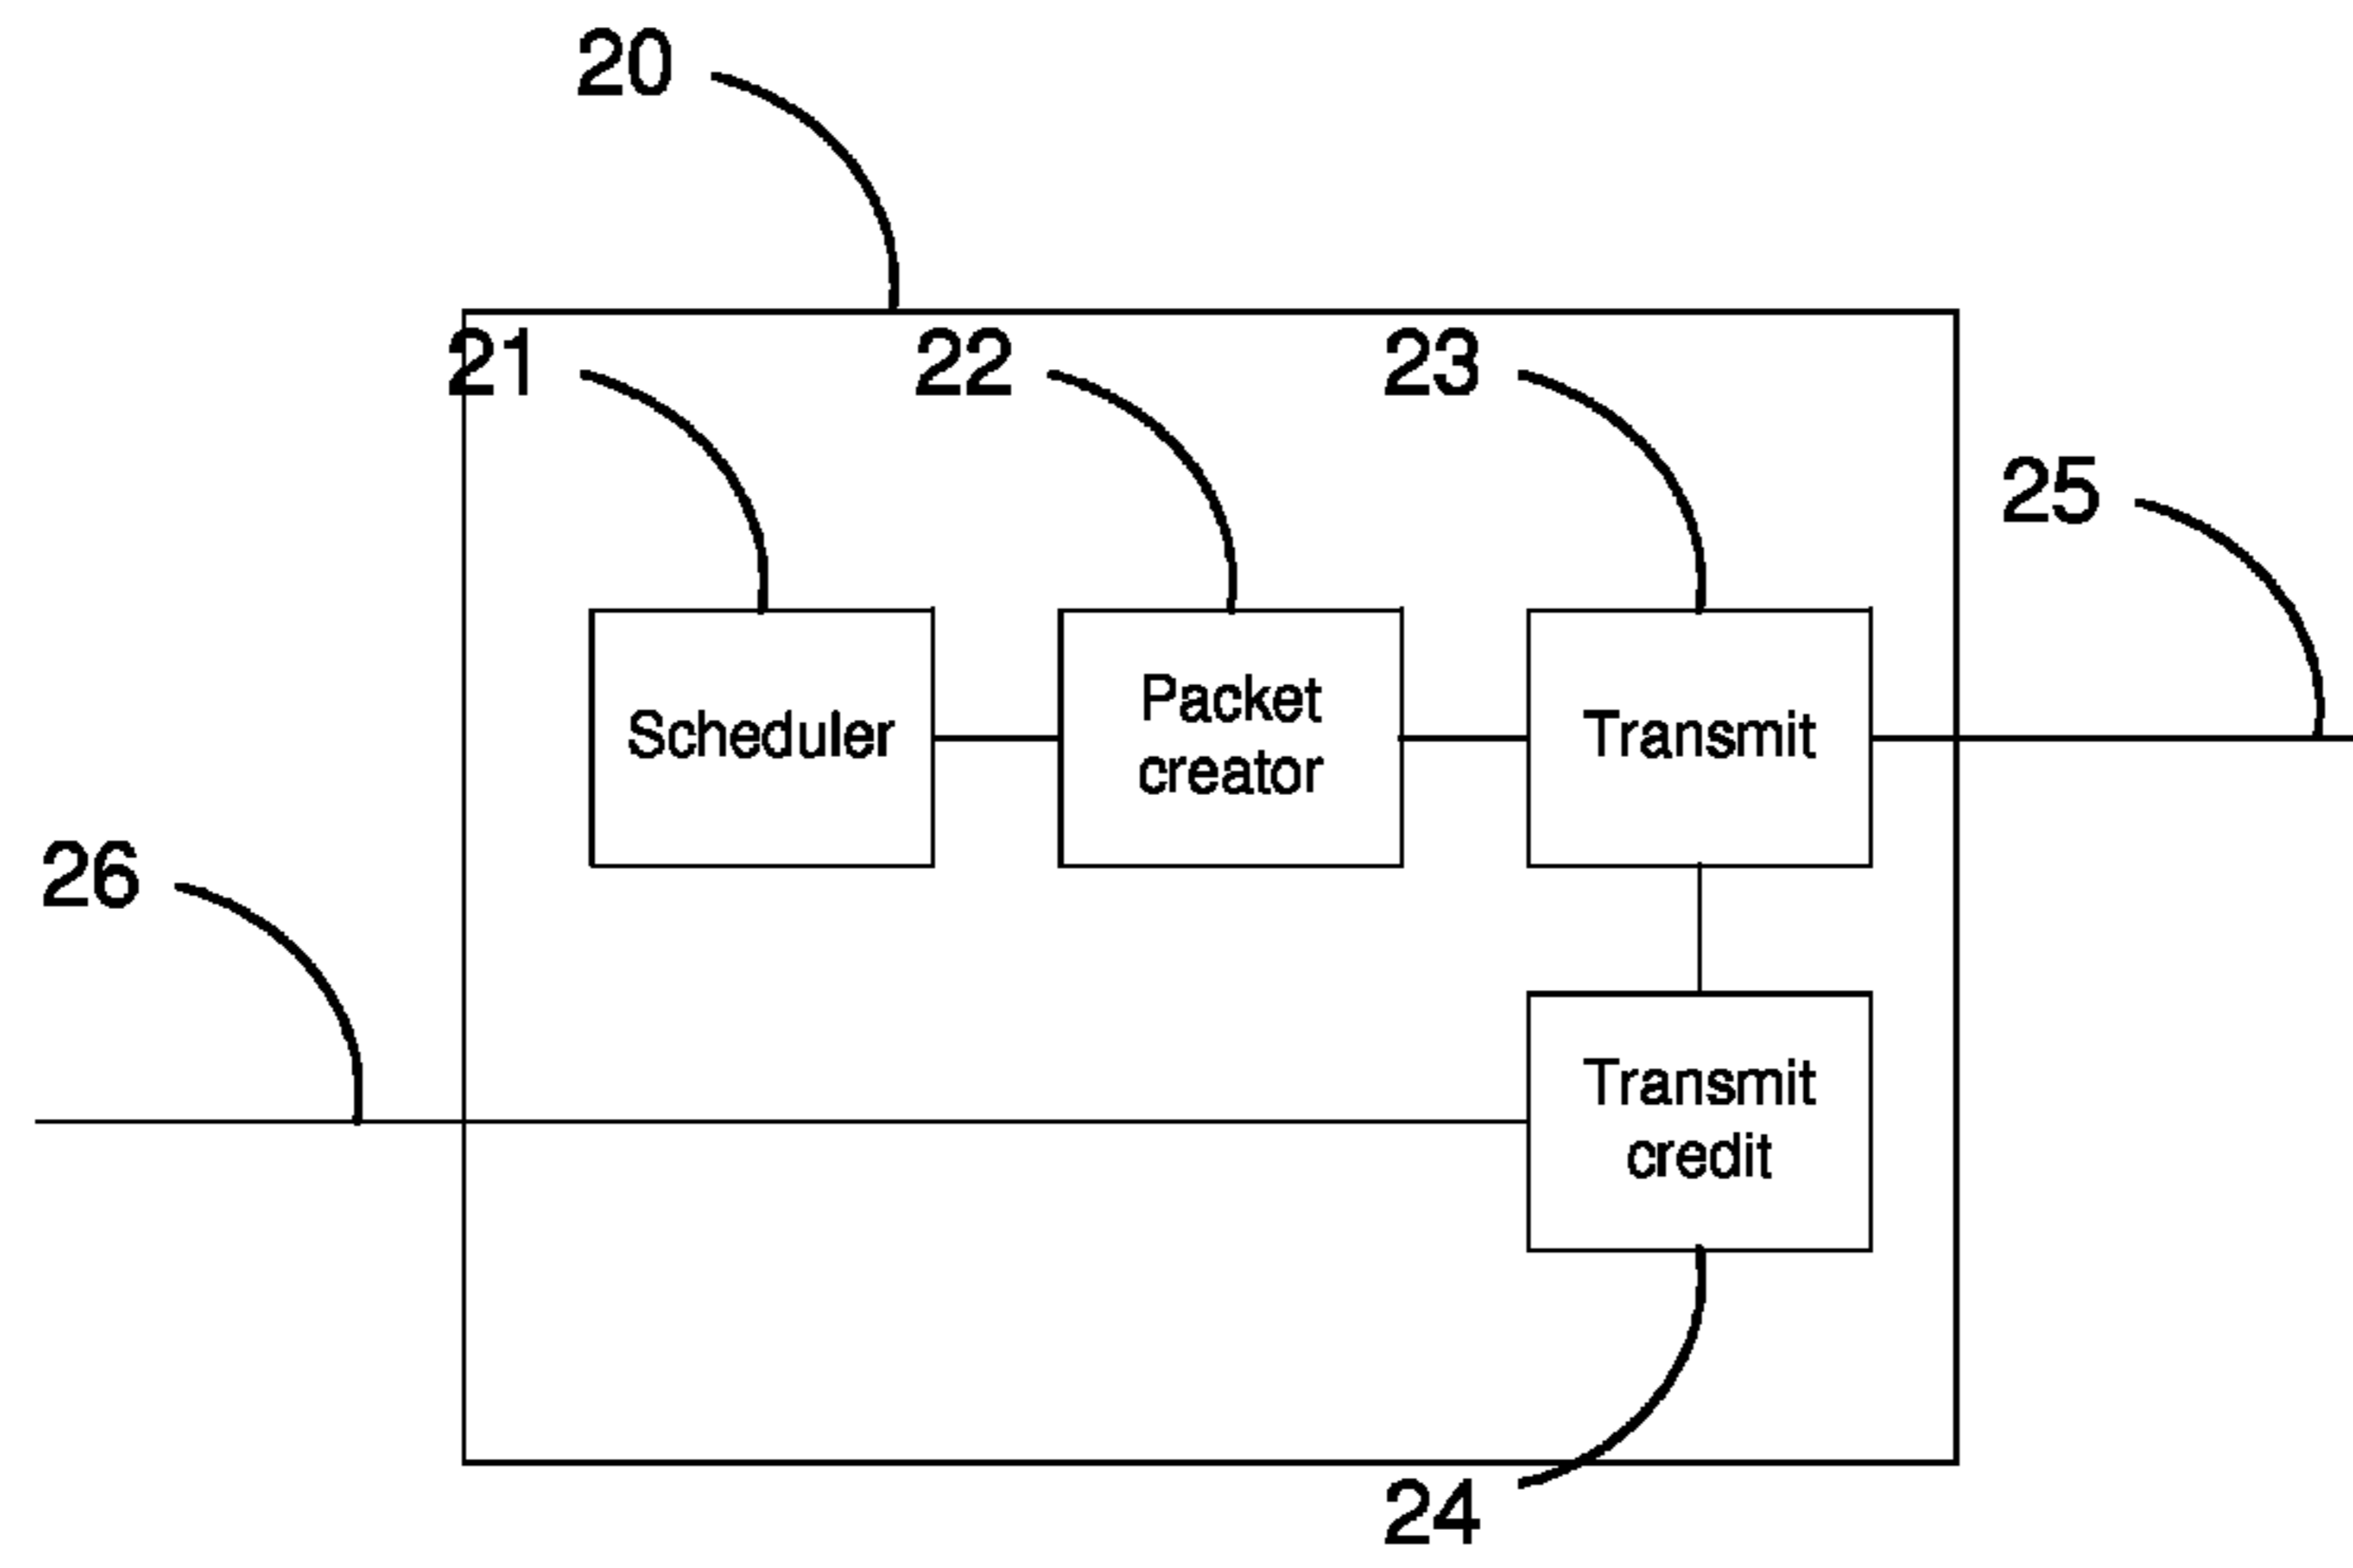 20
21
22
23
25
Scheduler
Packet
creator
Transmit
26
Transmit
credit
24